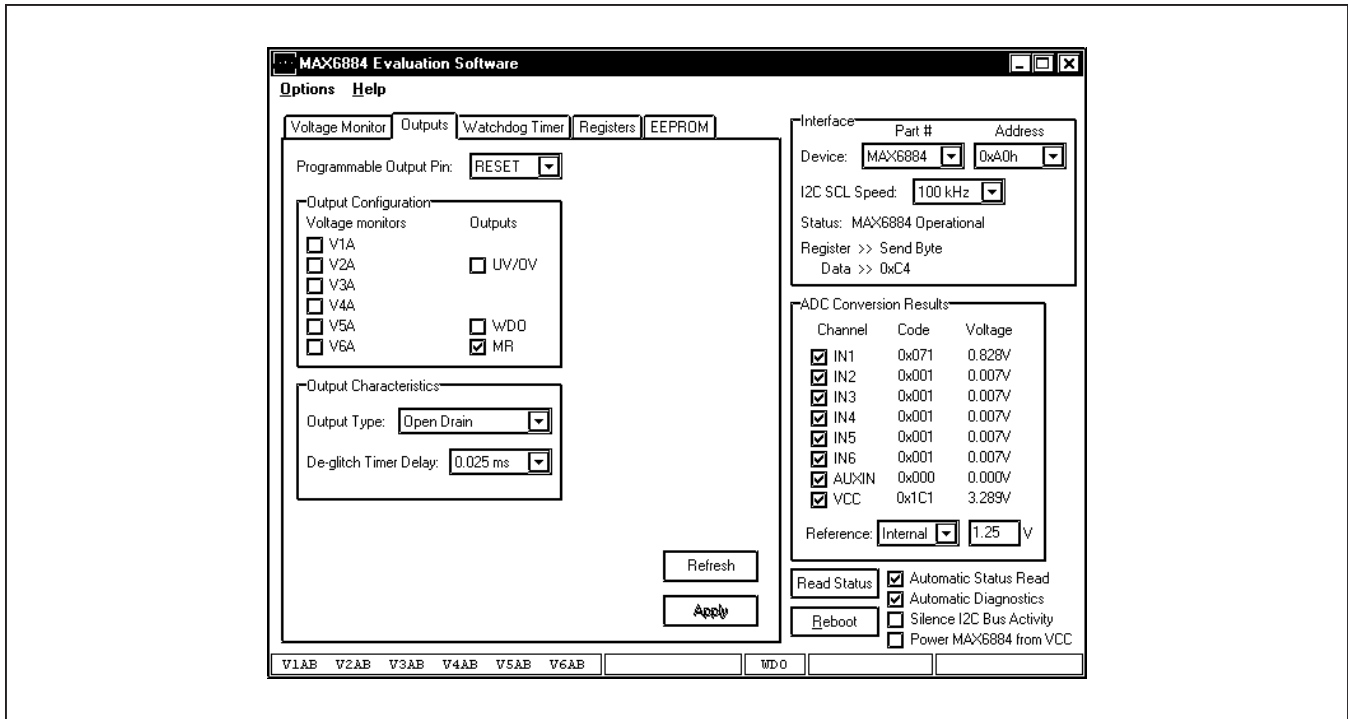 MAX6884 Evaluation Software
Options Help
Voltage Monitor Outputs Watchdog Timer Registers EEPROM
Programmable Output Pin: RESET
Output Configuration
Voltage monitors Outputs
V1A
V2A UV/OV
V3A
V4A
V5A WDO
V6A MR
Output Characteristics
Output Type: Open Drain
De-glitch Timer Delay: 0.025 ms
Refresh
Apply
Interface
Part # Address
Device: MAX6884 0xA0h
I2C SCL Speed: 100 kHz
Status: MAX6884 Operational
Register >> Send Byte
Data >> 0xC4
ADC Conversion Results
Channel Code Voltage
IN1 0x071 0.828V
IN2 0x001 0.007V
IN3 0x001 0.007V
IN4 0x001 0.007V
IN5 0x001 0.007V
IN6 0x001 0.007V
AUXIN 0x000 0.000V
VCC 0x1C1 3.289V
Reference: Internal 1.25 V
Read Status
Reboot
Automatic Status Read
Automatic Diagnostics
Silence I2C Bus Activity
Power MAX6884 from VCC
V1AB V2AB V3AB V4AB V5AB V6AB WDO